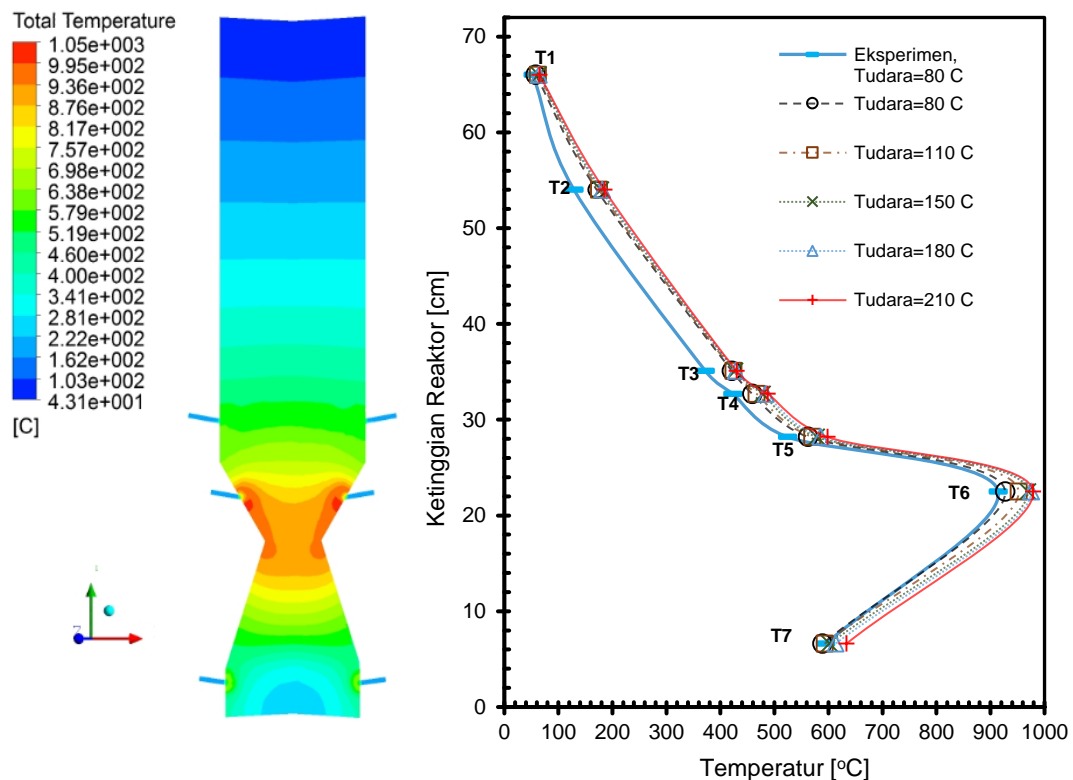 Total Temperature
1.05e+003
9.95e+002
9.36e+002
8.76e+002
8.17e+002
7.57e+002
6.98e+002
6.38e+002
5.79e+002
5.19e+002
4.60e+002
4.00e+002
3.41e+002
2.81e+002
2.22e+002
1.62e+002
1.03e+002
4.31e+001
[C]
Ketinggian Reaktor [cm]
70
60
50
40
30
20
10
0
T1
T2
T3
T4
T5
T6
T7
Eksperimen,
Tudara=80 C
Tudara=80 C
Tudara=110 C
Tudara=150 C
Tudara=180 C
Tudara=210 C
0 100 200 300 400 500 600 700 800 900 1000
Temperatur [°C]